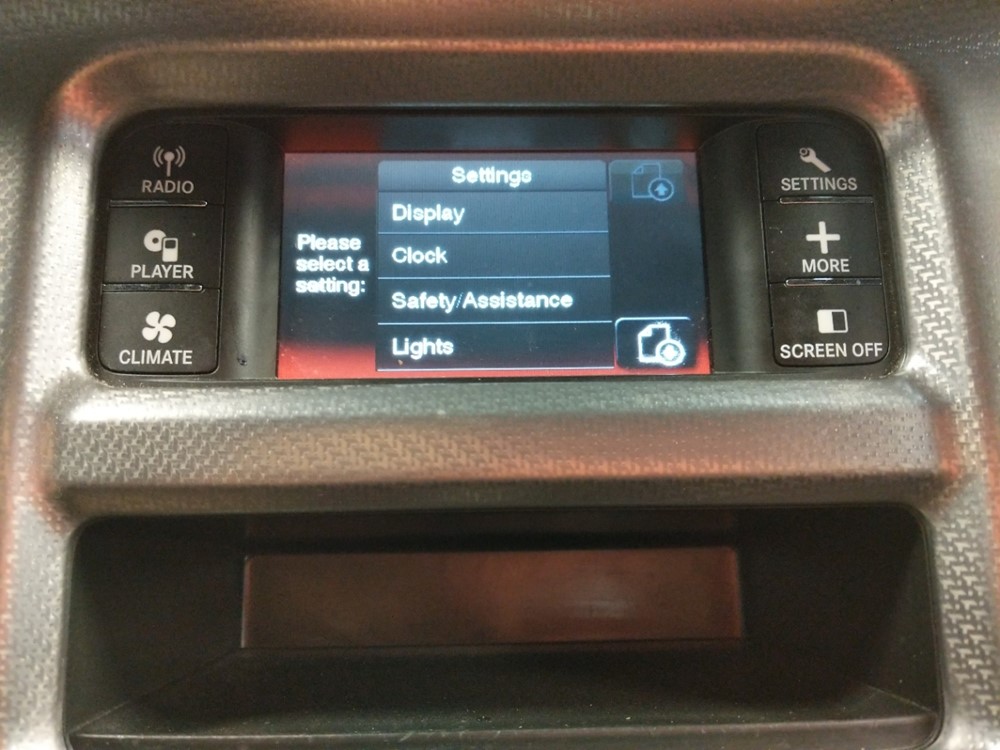 RADIO
PLAYER
CLIMATE
Please
select a
setting:
Settings
Display
Clock
Safety/Assistance
Lights
SETTINGS
MORE
SCREEN OFF